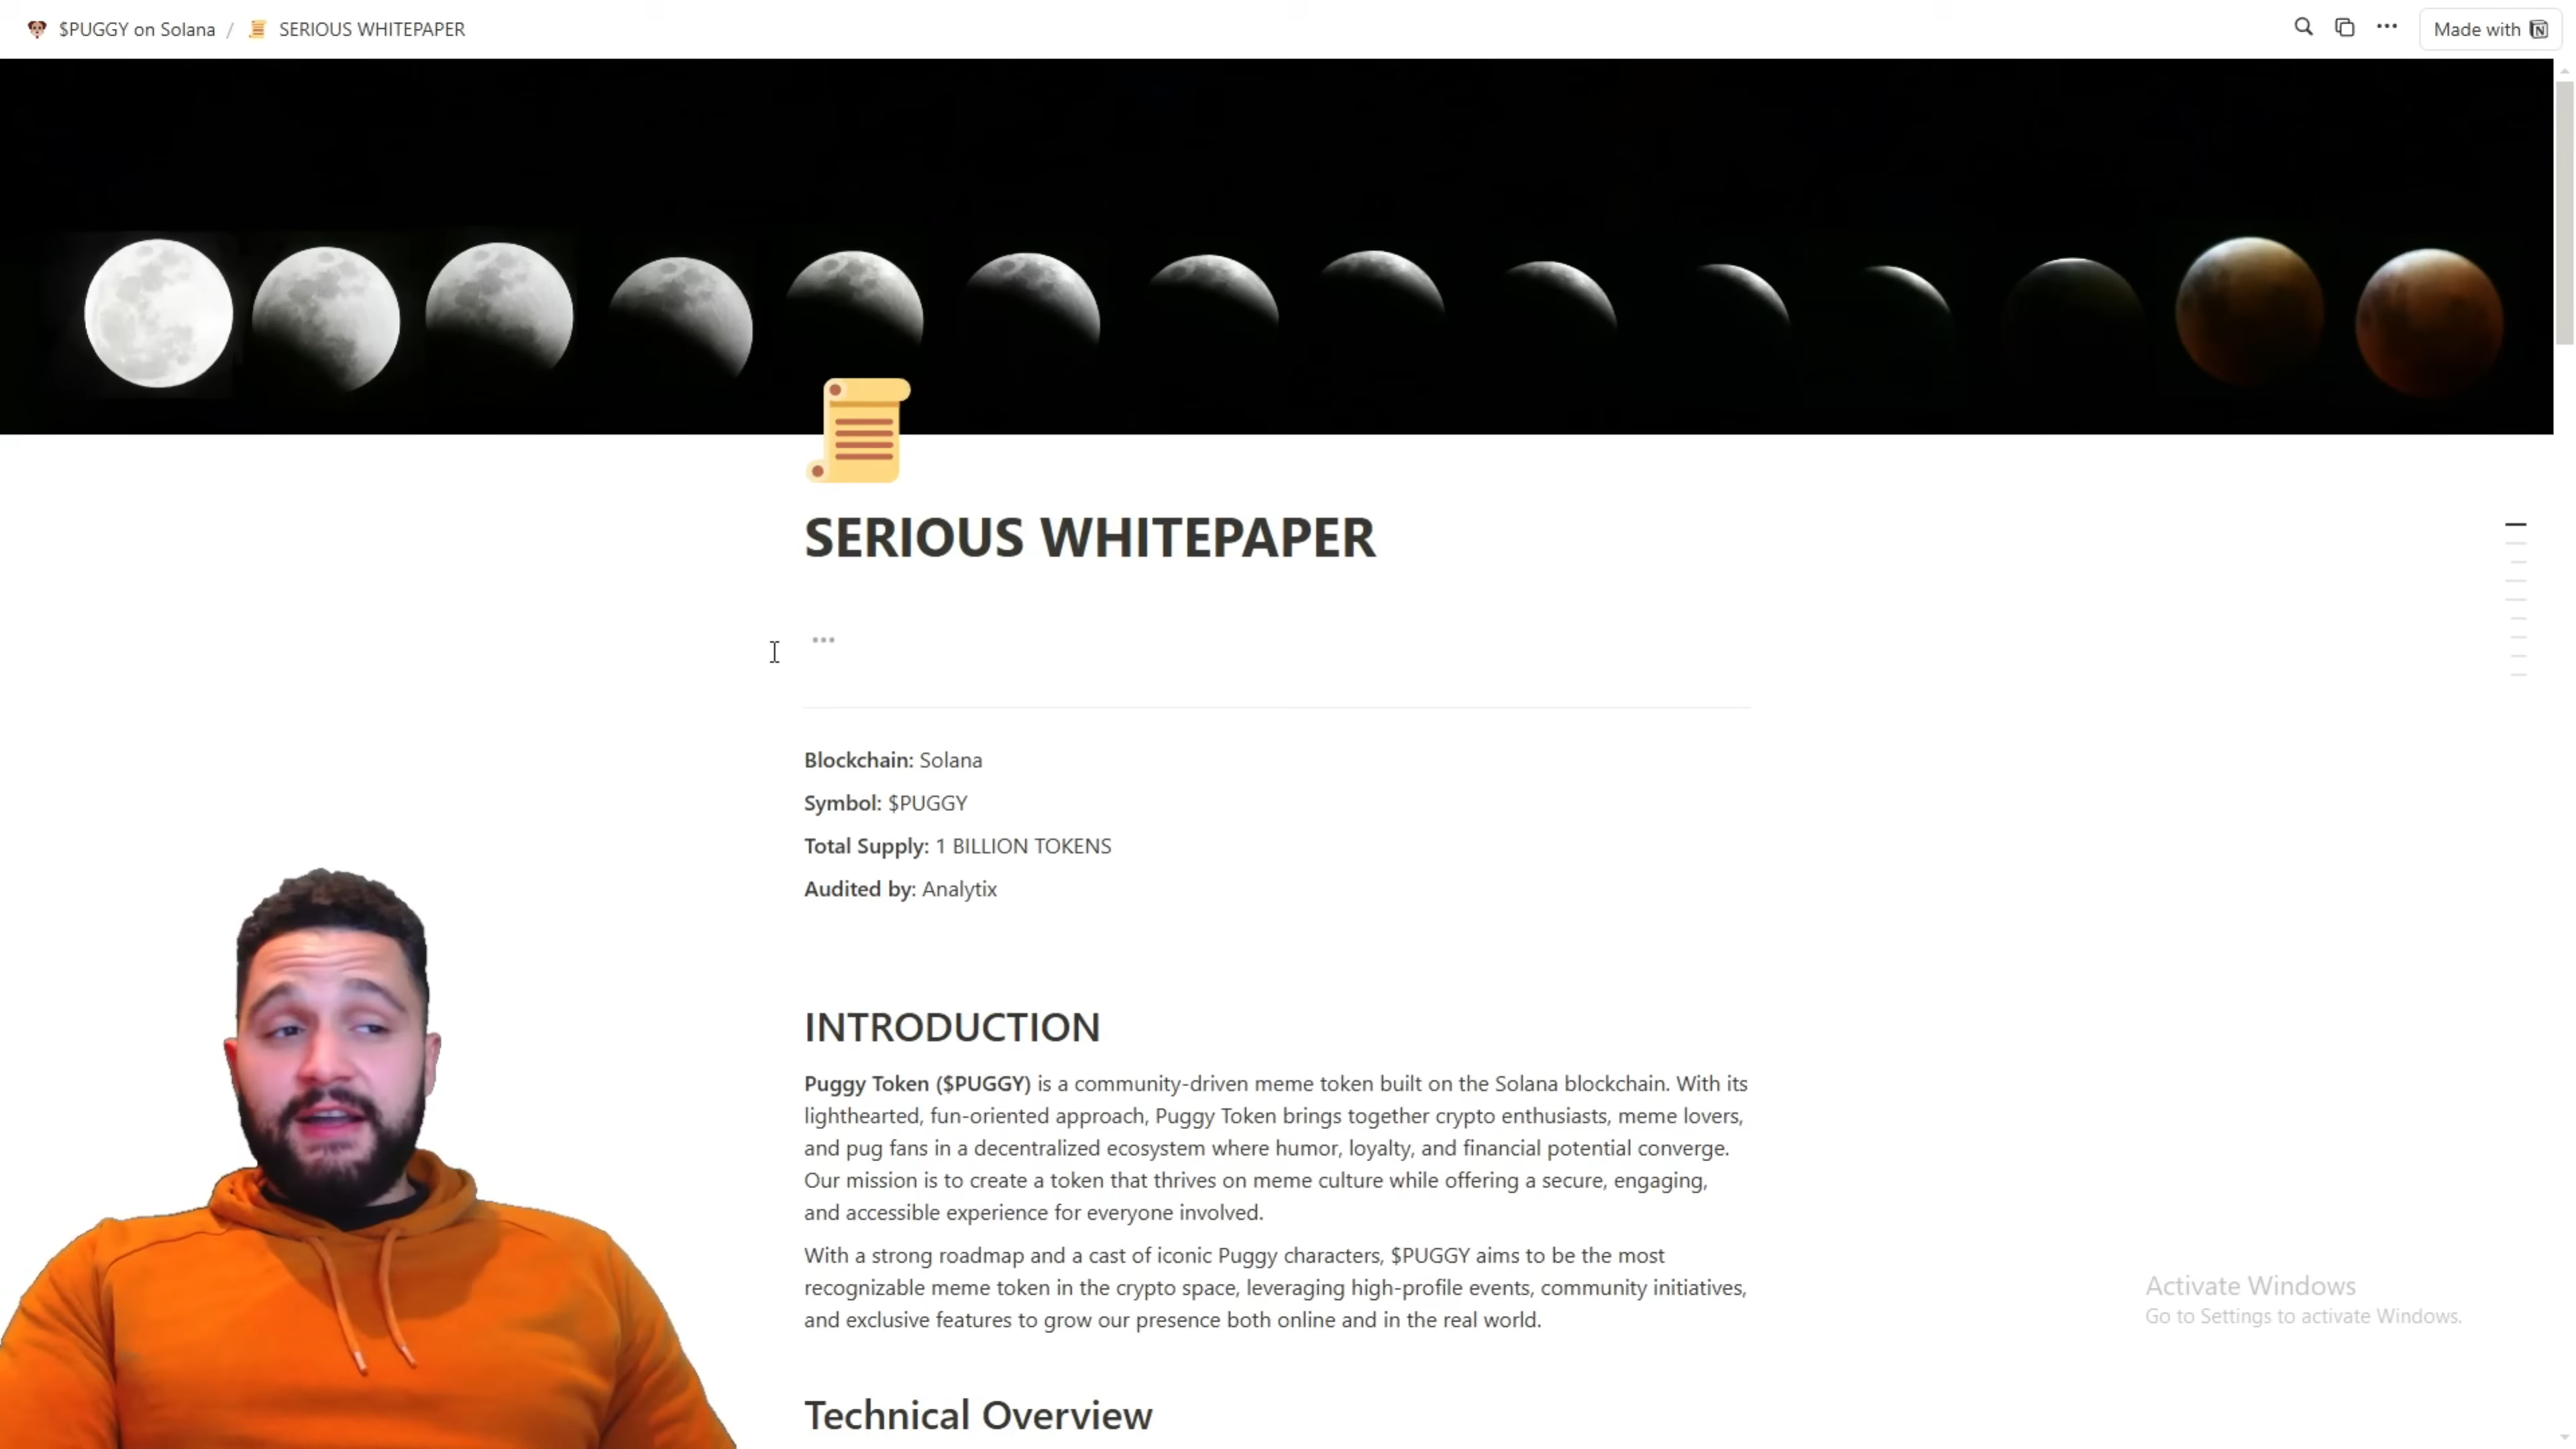 $PUGGY on Solana / SERIOUS WHITEPAPER
Made with
SERIOUS WHITEPAPER
Blockchain: Solana
Symbol: $PUGGY
Total Supply: 1 BILLION TOKENS
Audited by: Analytix
INTRODUCTION
Puggy Token ($PUGGY) is a community-driven meme token built on the Solana blockchain. With its
lighthearted, fun-oriented approach, Puggy Token brings together crypto enthusiasts, meme lovers,
and pug fans in a decentralized ecosystem where humor, loyalty, and financial potential converge.
Our mission is to create a token that thrives on meme culture while offering a secure, engaging,
and accessible experience for everyone involved.
With a strong roadmap and a cast of iconic Puggy characters, $PUGGY aims to be the most
recognizable meme token in the crypto space, leveraging high-profile events, community initiatives,
and exclusive features to grow our presence both online and in the real world.
Technical Overview
Activate Windows
Go to Settings to activate Windows.